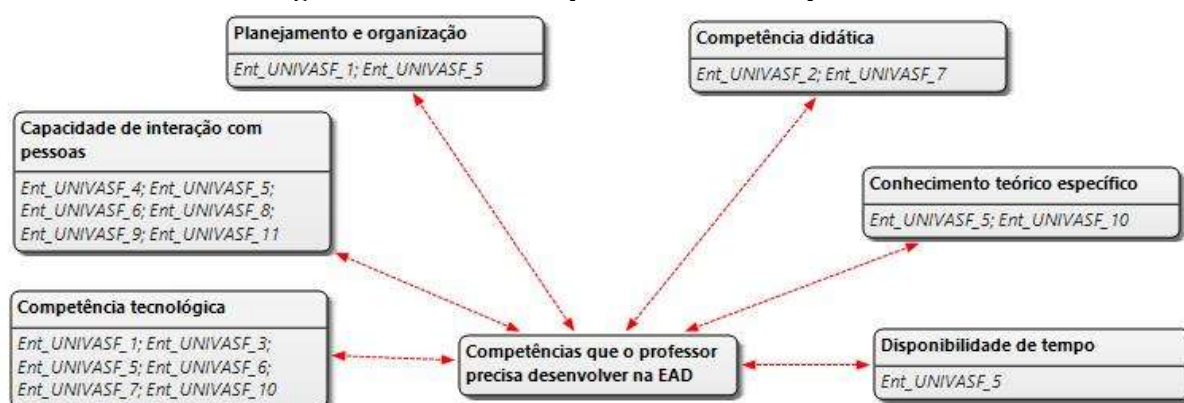 Planejamento e organização
Ent_UNIVASF_1; Ent_UNIVASF_5
Competência didática
Ent_UNIVASF_2; Ent_UNIVASF_7
Capacidade de interação com
pessoas
Ent_UNIVASF_4; Ent_UNIVASF_5;
Ent_UNIVASF_6; Ent_UNIVASF_8;
Ent_UNIVASF_9; Ent_UNIVASF_11
Conhecimento teórico específico
Ent_UNIVASF_5; Ent_UNIVASF_10
Competência tecnológica
Ent_UNIVASF_1; Ent_UNIVASF_3;
Ent_UNIVASF_5; Ent_UNIVASF_6;
Ent_UNIVASF_7; Ent_UNIVASF_10
Competências que o professor
precisa desenvolver na EAD
Disponibilidade de tempo
Ent_UNIVASF_5